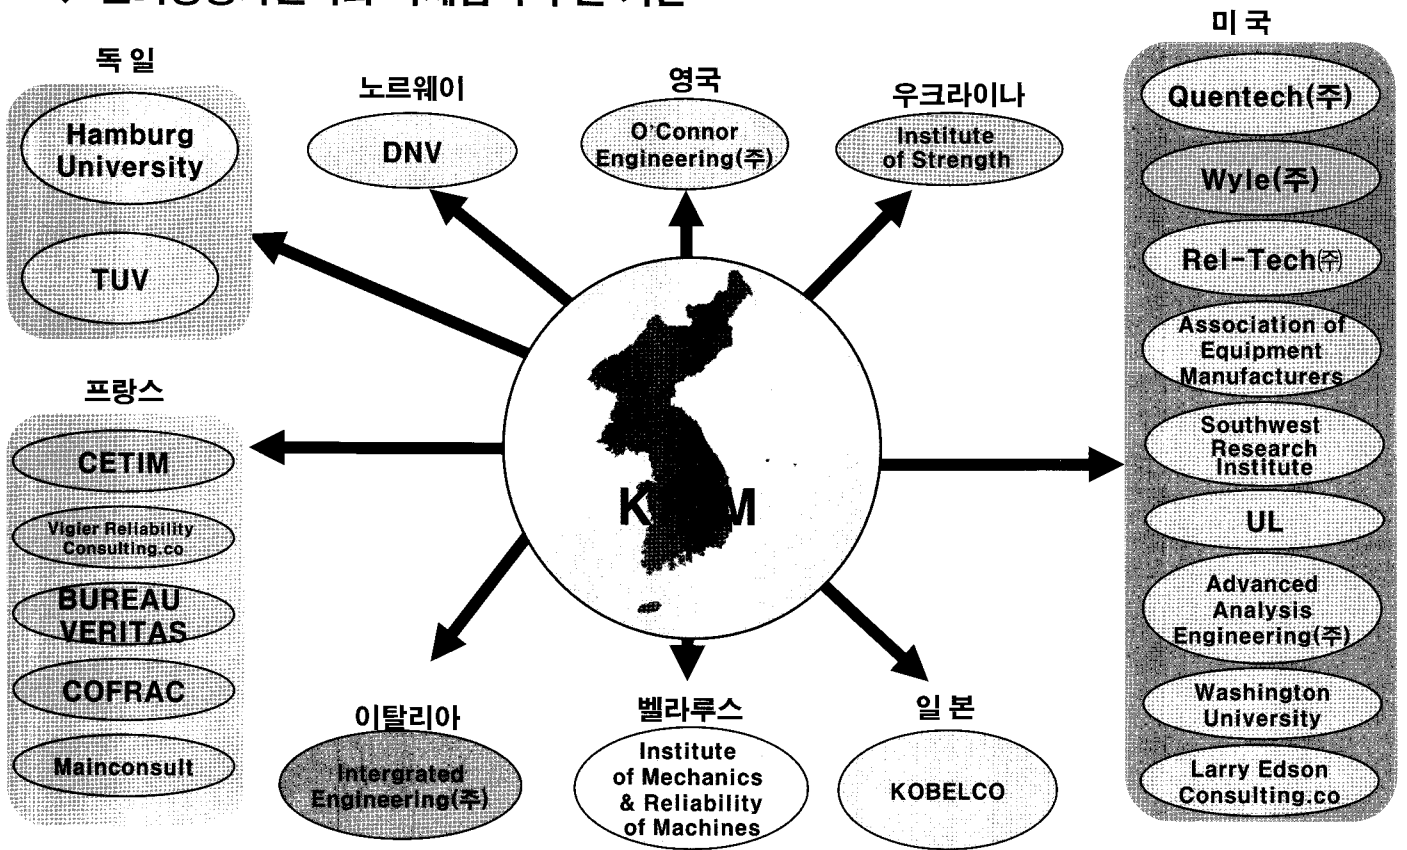 미 국
독 일
노르웨이
영국
우크라이나
Hamburg
University
TUV
DNV
O'Connor
Engineering(주)
Institute
of Strength
Quentech(주)
Wyle(주)
Rel-Tech(주)
Association of
Equipment
Manufacturers
Southwest
Research
Institute
UL
Advanced
Analysis
Engineering(주)
Washington
University
Larry Edson
Consulting.co
프랑스
CETIM
Vigier Reliability
Consulting.co
BUREAU
VERITAS
COFRAC
Mainconsult
K M
이탈리아
Intergrated
Engineering(주)
벨라루스
Institute
of Mechanics
& Reliability
of Machines
일 본
KOBELCO